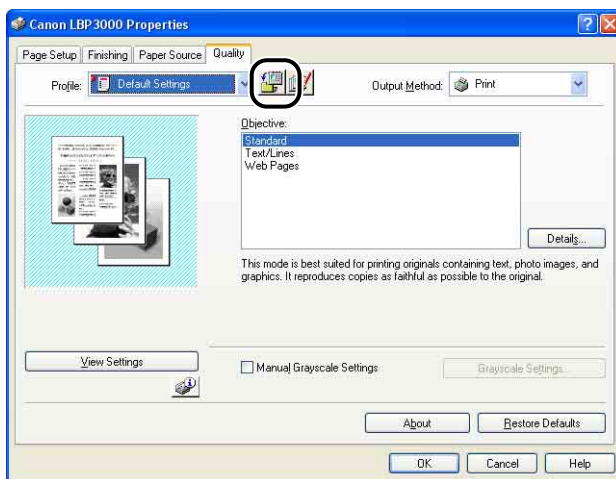 Canon LBP3000 Properties
Page Setup Finishing Paper Source Quality
Profile: Default Settings Output Method: Print
Objective:
Standard
Text/Lines
Web Pages
Details...
This mode is best suited for printing originals containing text, photo images, and
graphics. It reproduces copies as faithful as possible to the original.
View Settings
Manual Grayscale Settings Grayscale Settings...
About Restore Defaults
OK Cancel Help